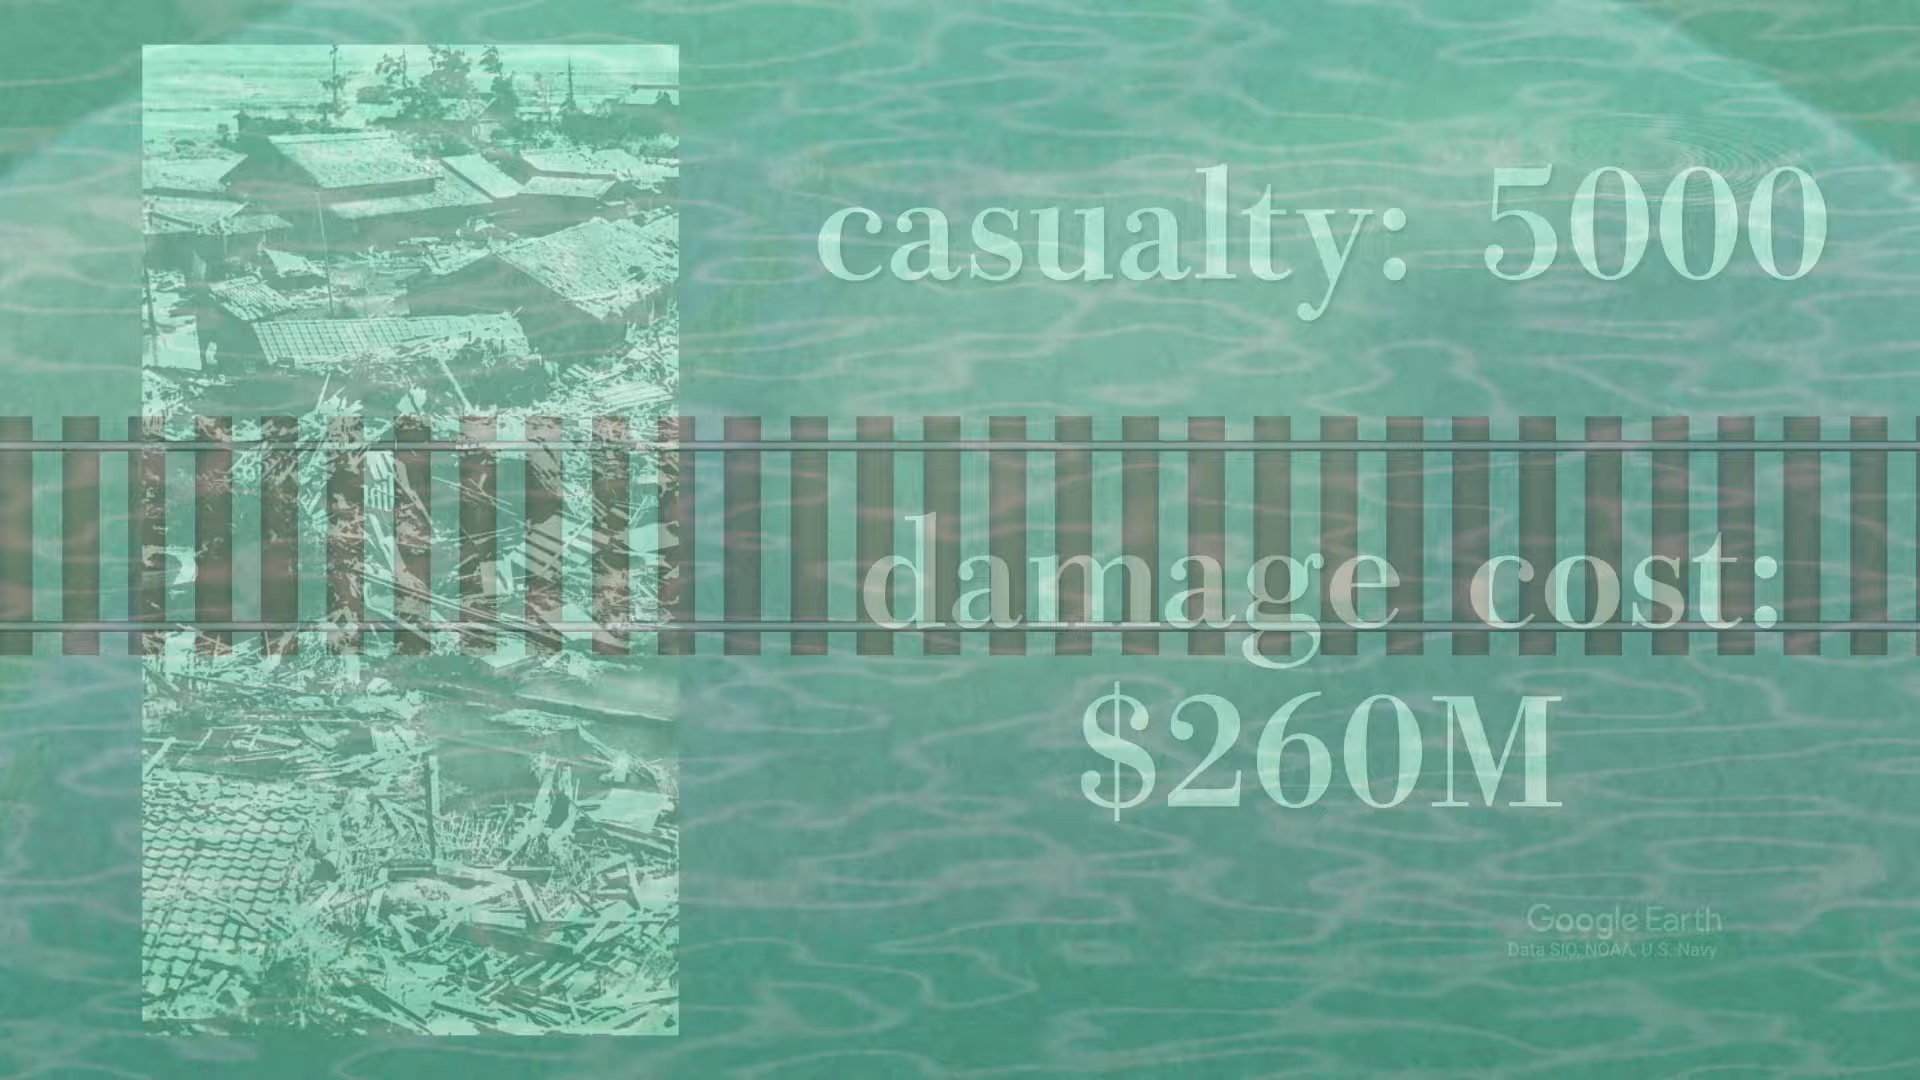 casualty: 5000
damage cost:
$260M
Google Earth
Data SIO, NOAA, U.S. Navy